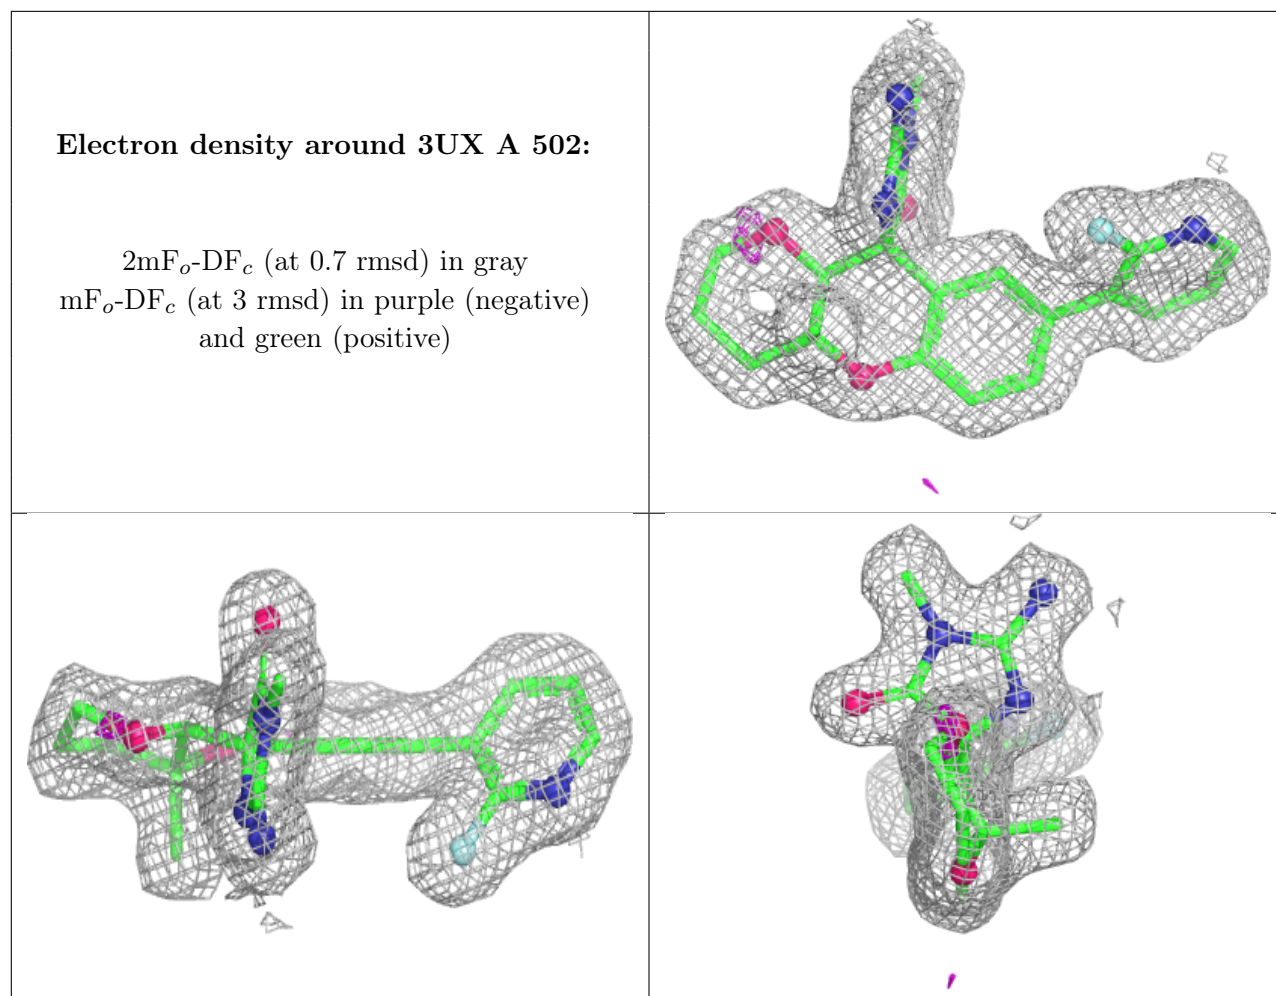 Electron density around 3UX A 502:
2mFₒ-DF𝒸 (at 0.7 rmsd) in gray
mFₒ-DF𝒸 (at 3 rmsd) in purple (negative)
and green (positive)